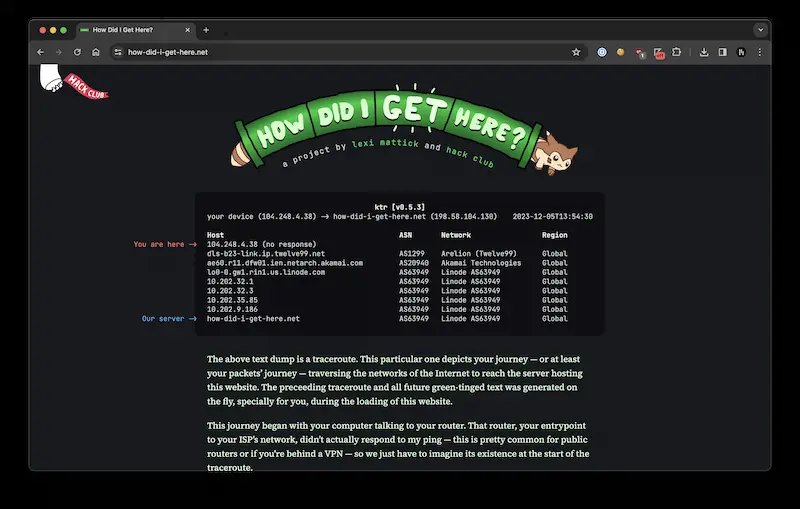 How Did I Get Here?
how-did-i-get-here.net
HACK CLUB
HOW DID I GET HERE?
a project by lexi mattick and hack club
ktr [v0.5.3]
your device (104.248.4.38) → how-did-i-get-here.net (198.58.104.130) 2023-12-05T13:54:30
Host ASN Network Region
You are here → 104.248.4.38 (no response)
dls-b23-link.ip.twelve99.net AS1299 Arelion (Twelve99) Global
ae60.r11.dfw01.ien.netarch.akamai.com AS20940 Akamai Technologies Global
lo0-0.gw1.rin1.us.linode.com AS63949 Linode AS63949 Global
10.202.32.1 AS63949 Linode AS63949 Global
10.202.32.3 AS63949 Linode AS63949 Global
10.202.35.85 AS63949 Linode AS63949 Global
10.202.9.186 AS63949 Linode AS63949 Global
Our server → how-did-i-get-here.net AS63949 Linode AS63949 Global
The above text dump is a traceroute. This particular one depicts your journey — or at least
your packets’ journey — traversing the networks of the Internet to reach the server hosting
this website. The preceeding traceroute and all future green-tinged text was generated on
the fly, specially for you, during the loading of this website.
This journey began with your computer talking to your router. That router, your entrypoint
to your ISP’s network, didn’t actually respond to my ping — this is pretty common for public
routers or if you’re behind a VPN — so we just have to imagine its existence at the start of the
traceroute.